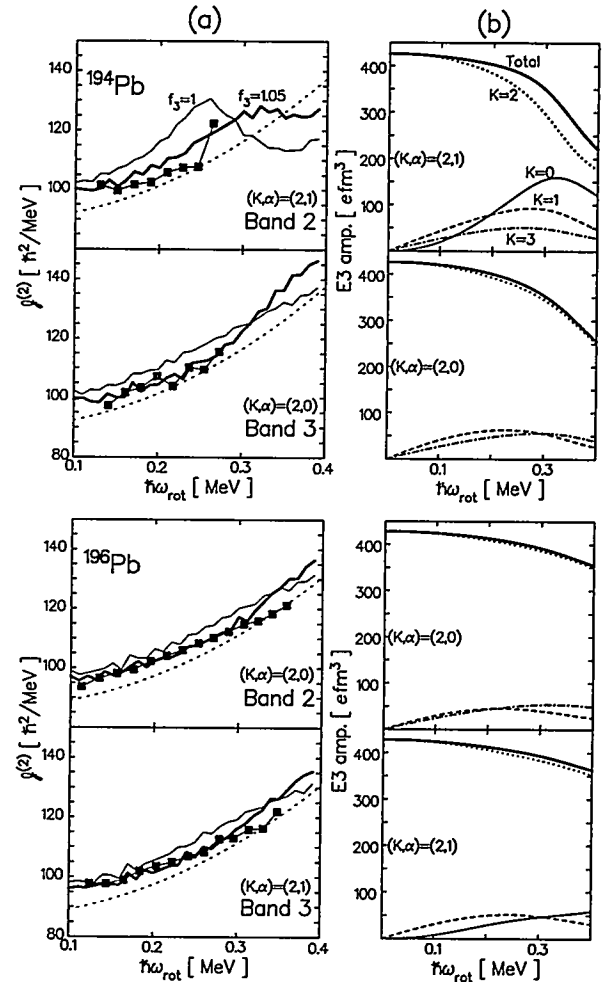 (a)
(b)
¹⁹⁴Pb
f₃=1
f₃=1.05
(K,α)=(2,1)
Band 2
140
120
100
𝒥⁽²⁾ [ ħ²/MeV ]
(K,α)=(2,0)
Band 3
140
120
100
80
0.1
0.2
0.3
0.4
ħω_rot [ MeV ]
Total
K=2
(K,α)=(2,1)
K=0
K=1
K=3
400
300
200
100
E3 amp. [ efm³ ]
(K,α)=(2,0)
400
300
200
100
0.1
0.3
ħω_rot [ MeV ]
¹⁹⁶Pb
(K,α)=(2,0)
Band 2
140
120
100
𝒥⁽²⁾ [ ħ²/MeV ]
(K,α)=(2,1)
Band 3
140
120
100
80
0.1
0.2
0.3
0.4
ħω_rot [ MeV ]
(K,α)=(2,0)
400
300
200
100
E3 amp. [ efm³ ]
(K,α)=(2,1)
400
300
200
100
0.1
0.3
ħω_rot [ MeV ]